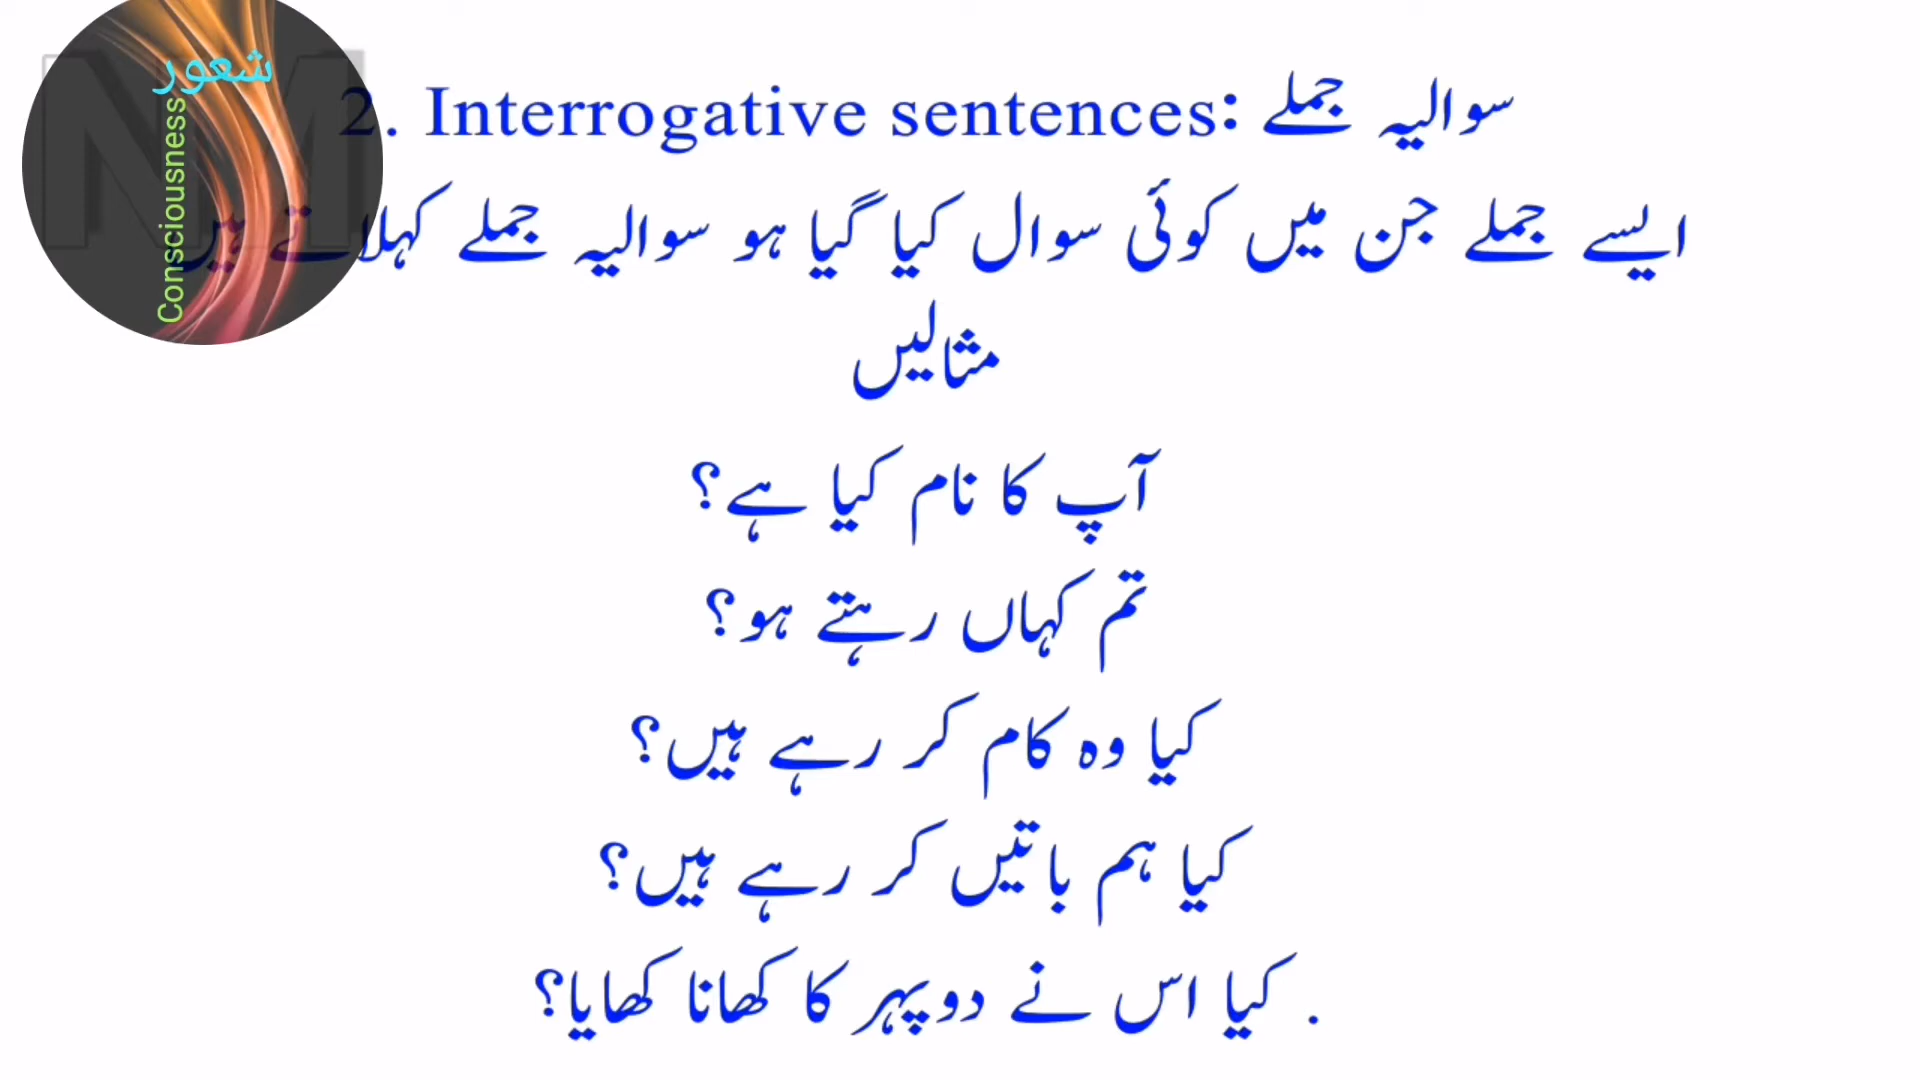 شعور
Consciousness
2. Interrogative sentences: سوالیہ جملے
ایسے جملے جن میں کوئی سوال کیا گیا ہو سوالیہ جملے کہلاتے ہیں
مثالیں
آپ کا نام کیا ہے؟
تم کہاں رہتے ہو؟
کیا وہ کام کر رہے ہیں؟
کیا ہم باتیں کر رہے ہیں؟
. کیا اس نے دوپہر کا کھانا کھایا؟